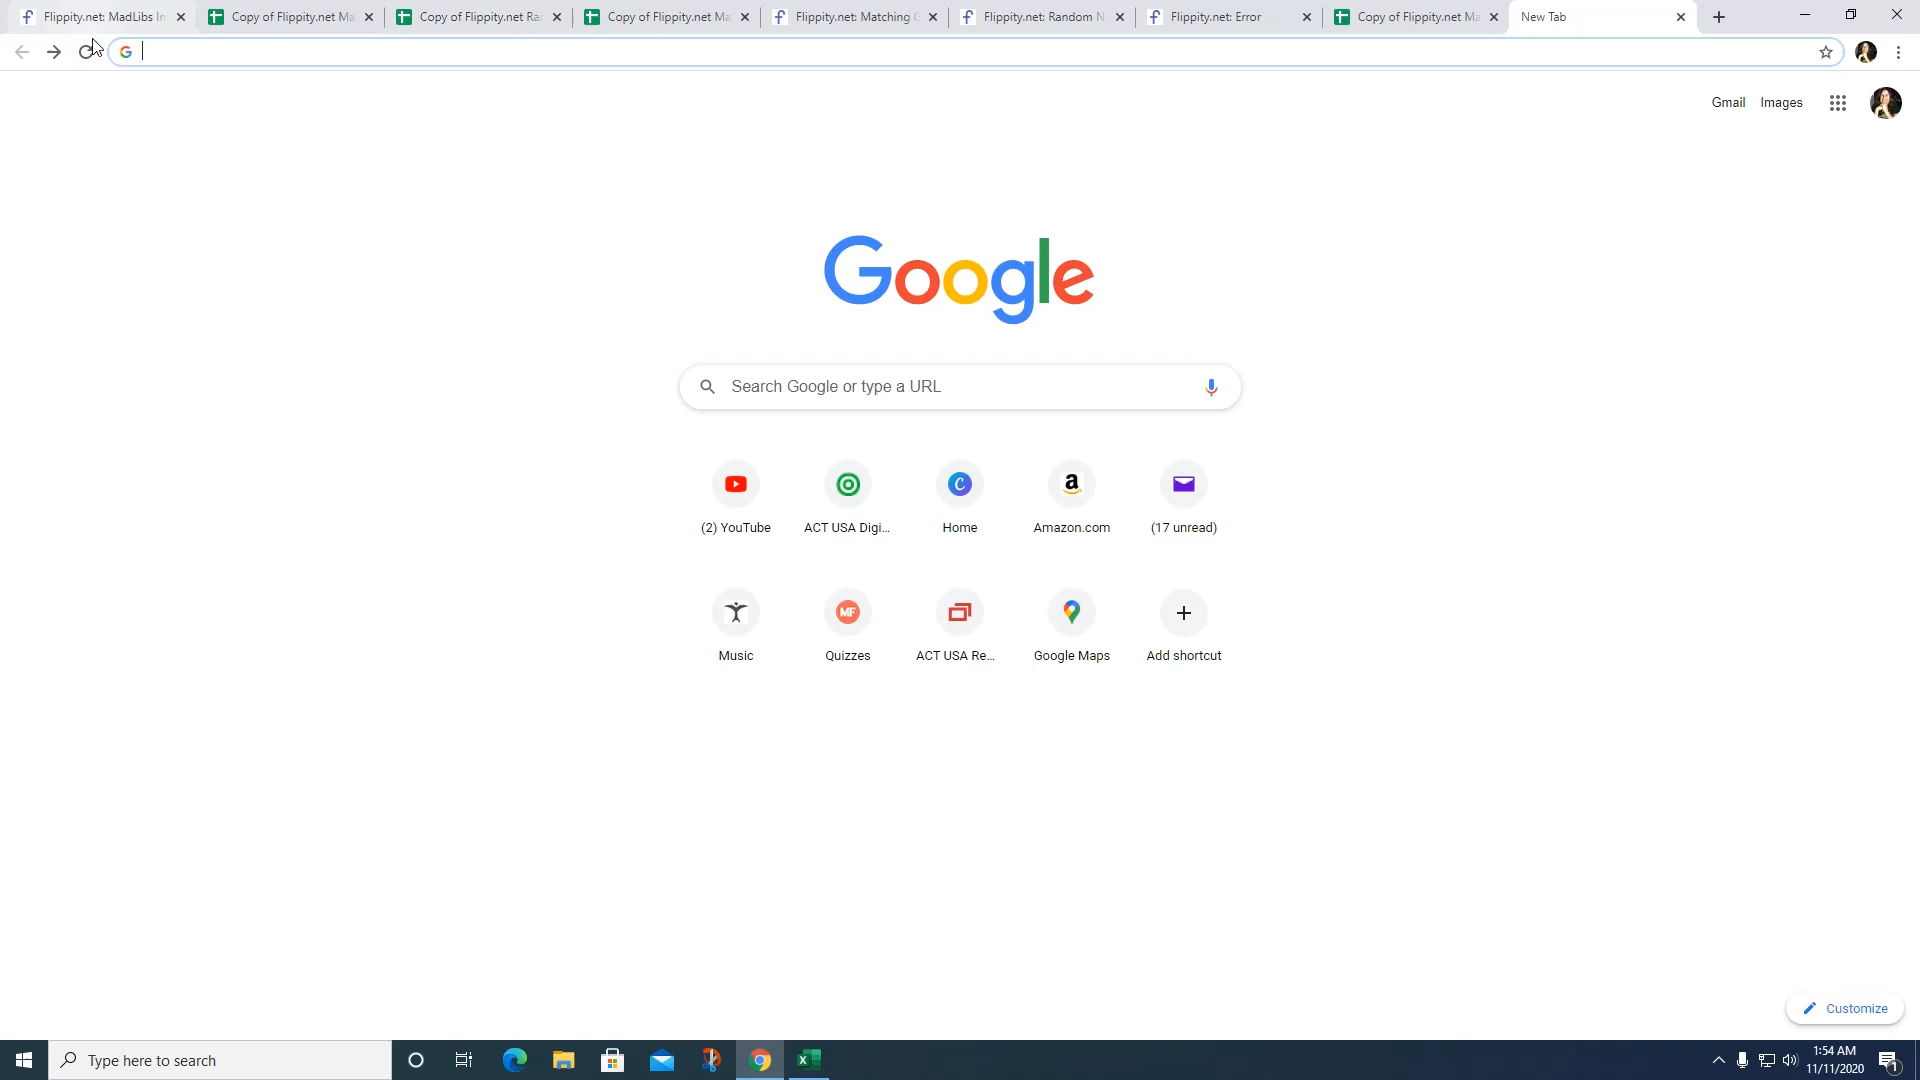 Flippity.net: MadLibs In
Copy of Flippity.net Ma
Copy of Flippity.net Ra
Copy of Flippity.net Ma
Flippity.net: Matching G
Flippity.net: Random N
Flippity.net: Error
Copy of Flippity.net Ma
New Tab
Gmail Images
Google
Search Google or type a URL
(2) YouTube
ACT USA Digi...
Home
Amazon.com
(17 unread)
Music
Quizzes
ACT USA Re...
Google Maps
Add shortcut
Customize
Type here to search
1:54 AM
11/11/2020
1